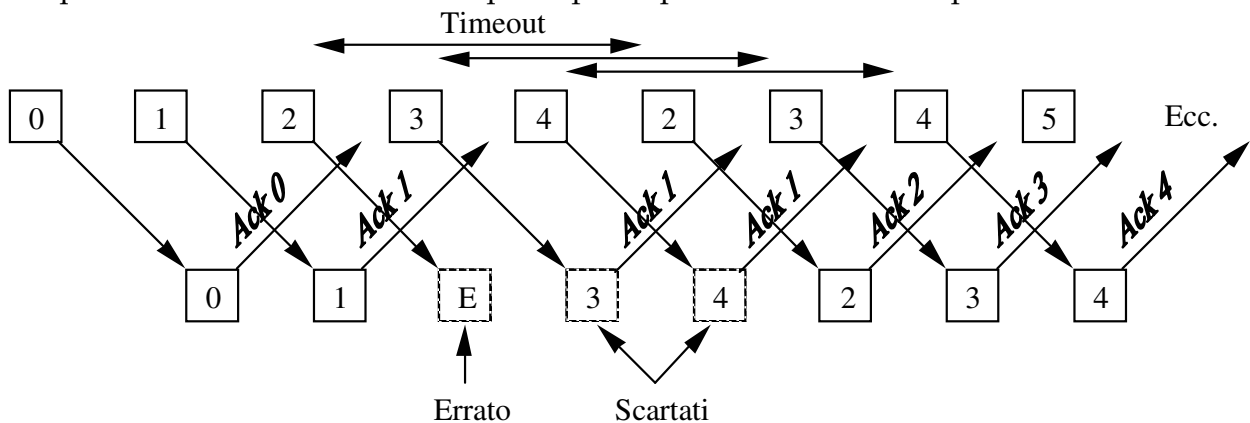 Timeout
0 1 2 3 4 2 3 4 5 Ecc.
Ack 0 Ack 1 Ack 1 Ack 1 Ack 2 Ack 3 Ack 4
0 1 E 3 4 2 3 4
Errato Scartati